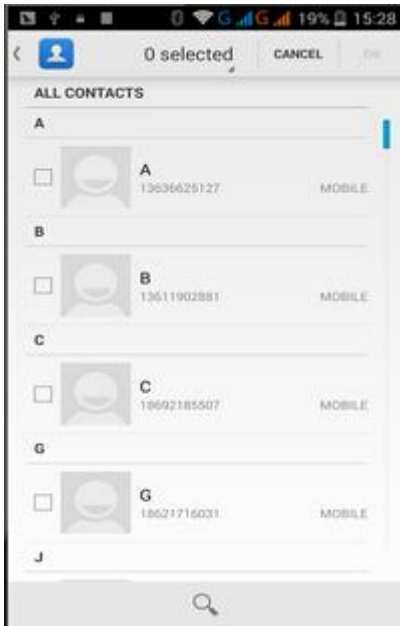 G G 19% 15:28
0 selected CANCEL OK
ALL CONTACTS
A
A
13636625127 MOBILE
B
B
13611902881 MOBILE
C
C
18692185507 MOBILE
G
G
18621716031 MOBILE
J